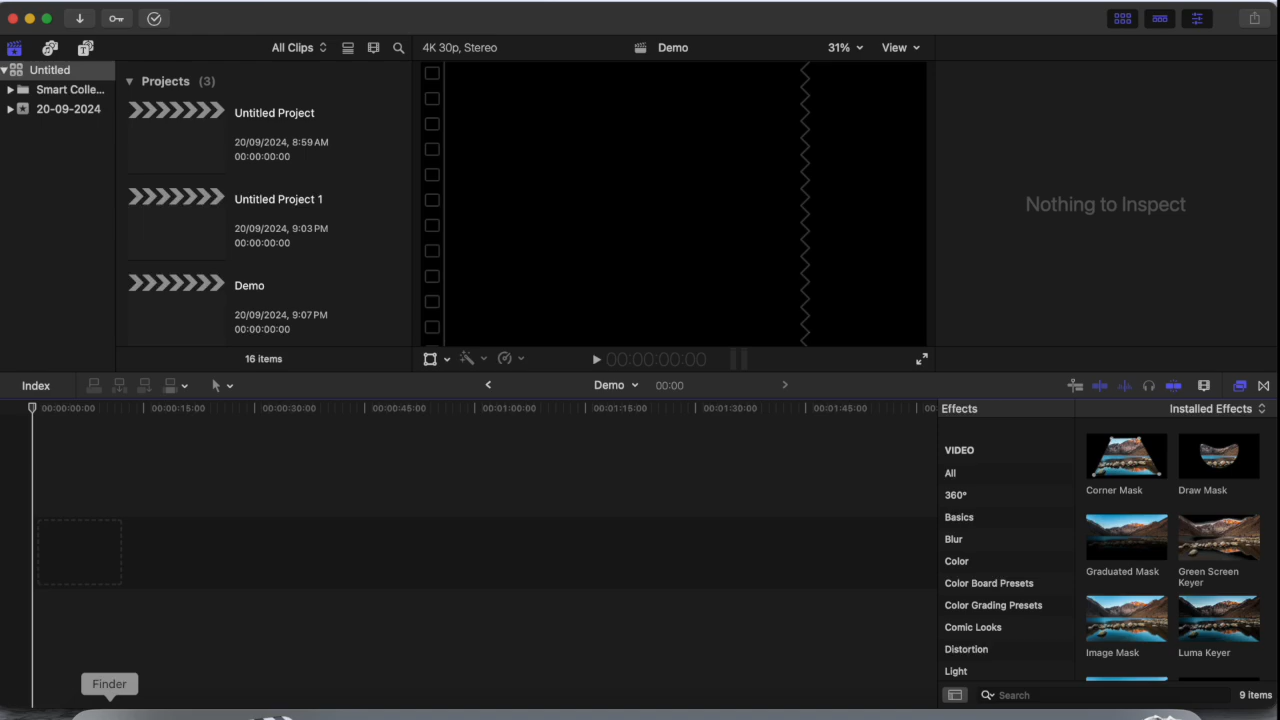 All Clips
4K 30p, Stereo
Demo
31%
View
Untitled
Smart Colle...
20-09-2024
Projects (3)
Untitled Project
20/09/2024, 8:59 AM
00:00:00:00
Untitled Project 1
20/09/2024, 9:03 PM
00:00:00:00
Demo
20/09/2024, 9:07 PM
00:00:00:00
16 items
Nothing to Inspect
00:00:00:00
Index
Demo
00:00
00:00:00:00
00:00:15:00
00:00:30:00
00:00:45:00
00:01:00:00
00:01:15:00
00:01:30:00
00:01:45:00
00:
Effects
Installed Effects
VIDEO
All
360°
Basics
Blur
Color
Color Board Presets
Color Grading Presets
Comic Looks
Distortion
Light
Corner Mask
Draw Mask
Graduated Mask
Green Screen
Keyer
Image Mask
Luma Keyer
Search
9 items
Finder